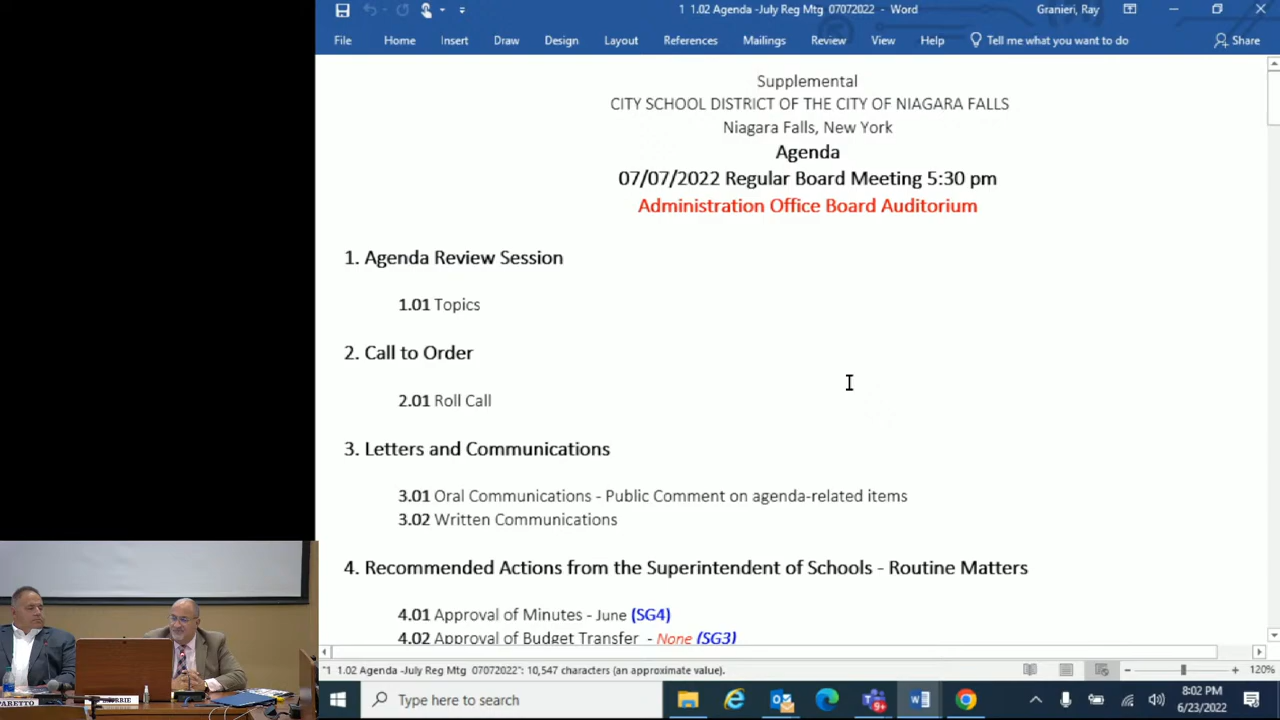 1 1.02 Agenda -July Reg Mtg 07072022 - Word
Granieri, Ray
File Home Insert Draw Design Layout References Mailings Review View Help Tell me what you want to do Share
Supplemental
CITY SCHOOL DISTRICT OF THE CITY OF NIAGARA FALLS
Niagara Falls, New York
Agenda
07/07/2022 Regular Board Meeting 5:30 pm
Administration Office Board Auditorium
1. Agenda Review Session
1.01 Topics
2. Call to Order
2.01 Roll Call
3. Letters and Communications
3.01 Oral Communications - Public Comment on agenda-related items
3.02 Written Communications
4. Recommended Actions from the Superintendent of Schools - Routine Matters
4.01 Approval of Minutes - June (SG4)
4.02 Approval of Budget Transfer - None (SG3)
"1 1.02 Agenda -July Reg Mtg 07072022": 10,547 characters (an approximate value).
120%
Type here to search
9+
8:02 PM
6/23/2022
PARETTO